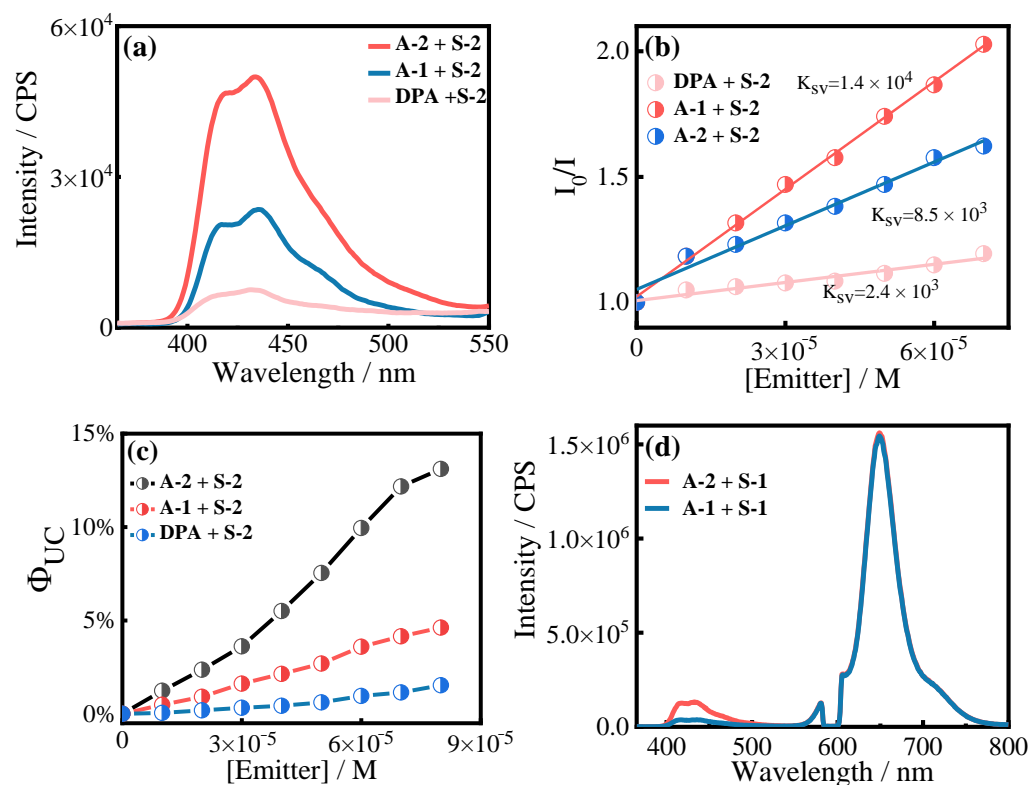 (a)
A-2 + S-2
A-1 + S-2
DPA +S-2
6×10⁴
3×10⁴
0
Intensity / CPS
400 450 500 550
Wavelength / nm
(b)
DPA + S-2
A-1 + S-2
A-2 + S-2
K_SV=1.4 × 10⁴
K_SV=8.5 × 10³
K_SV=2.4 × 10³
2.0
1.5
1.0
I₀/I
0 3×10⁻⁵ 6×10⁻⁵
[Emitter] / M
(c)
A-2 + S-2
A-1 + S-2
DPA + S-2
15%
10%
5%
0%
Φ_UC
0 3×10⁻⁵ 6×10⁻⁵ 9×10⁻⁵
[Emitter] / M
(d)
A-2 + S-1
A-1 + S-1
1.5×10⁶
1.0×10⁶
5.0×10⁵
0.0
Intensity / CPS
400 500 600 700 800
Wavelength / nm